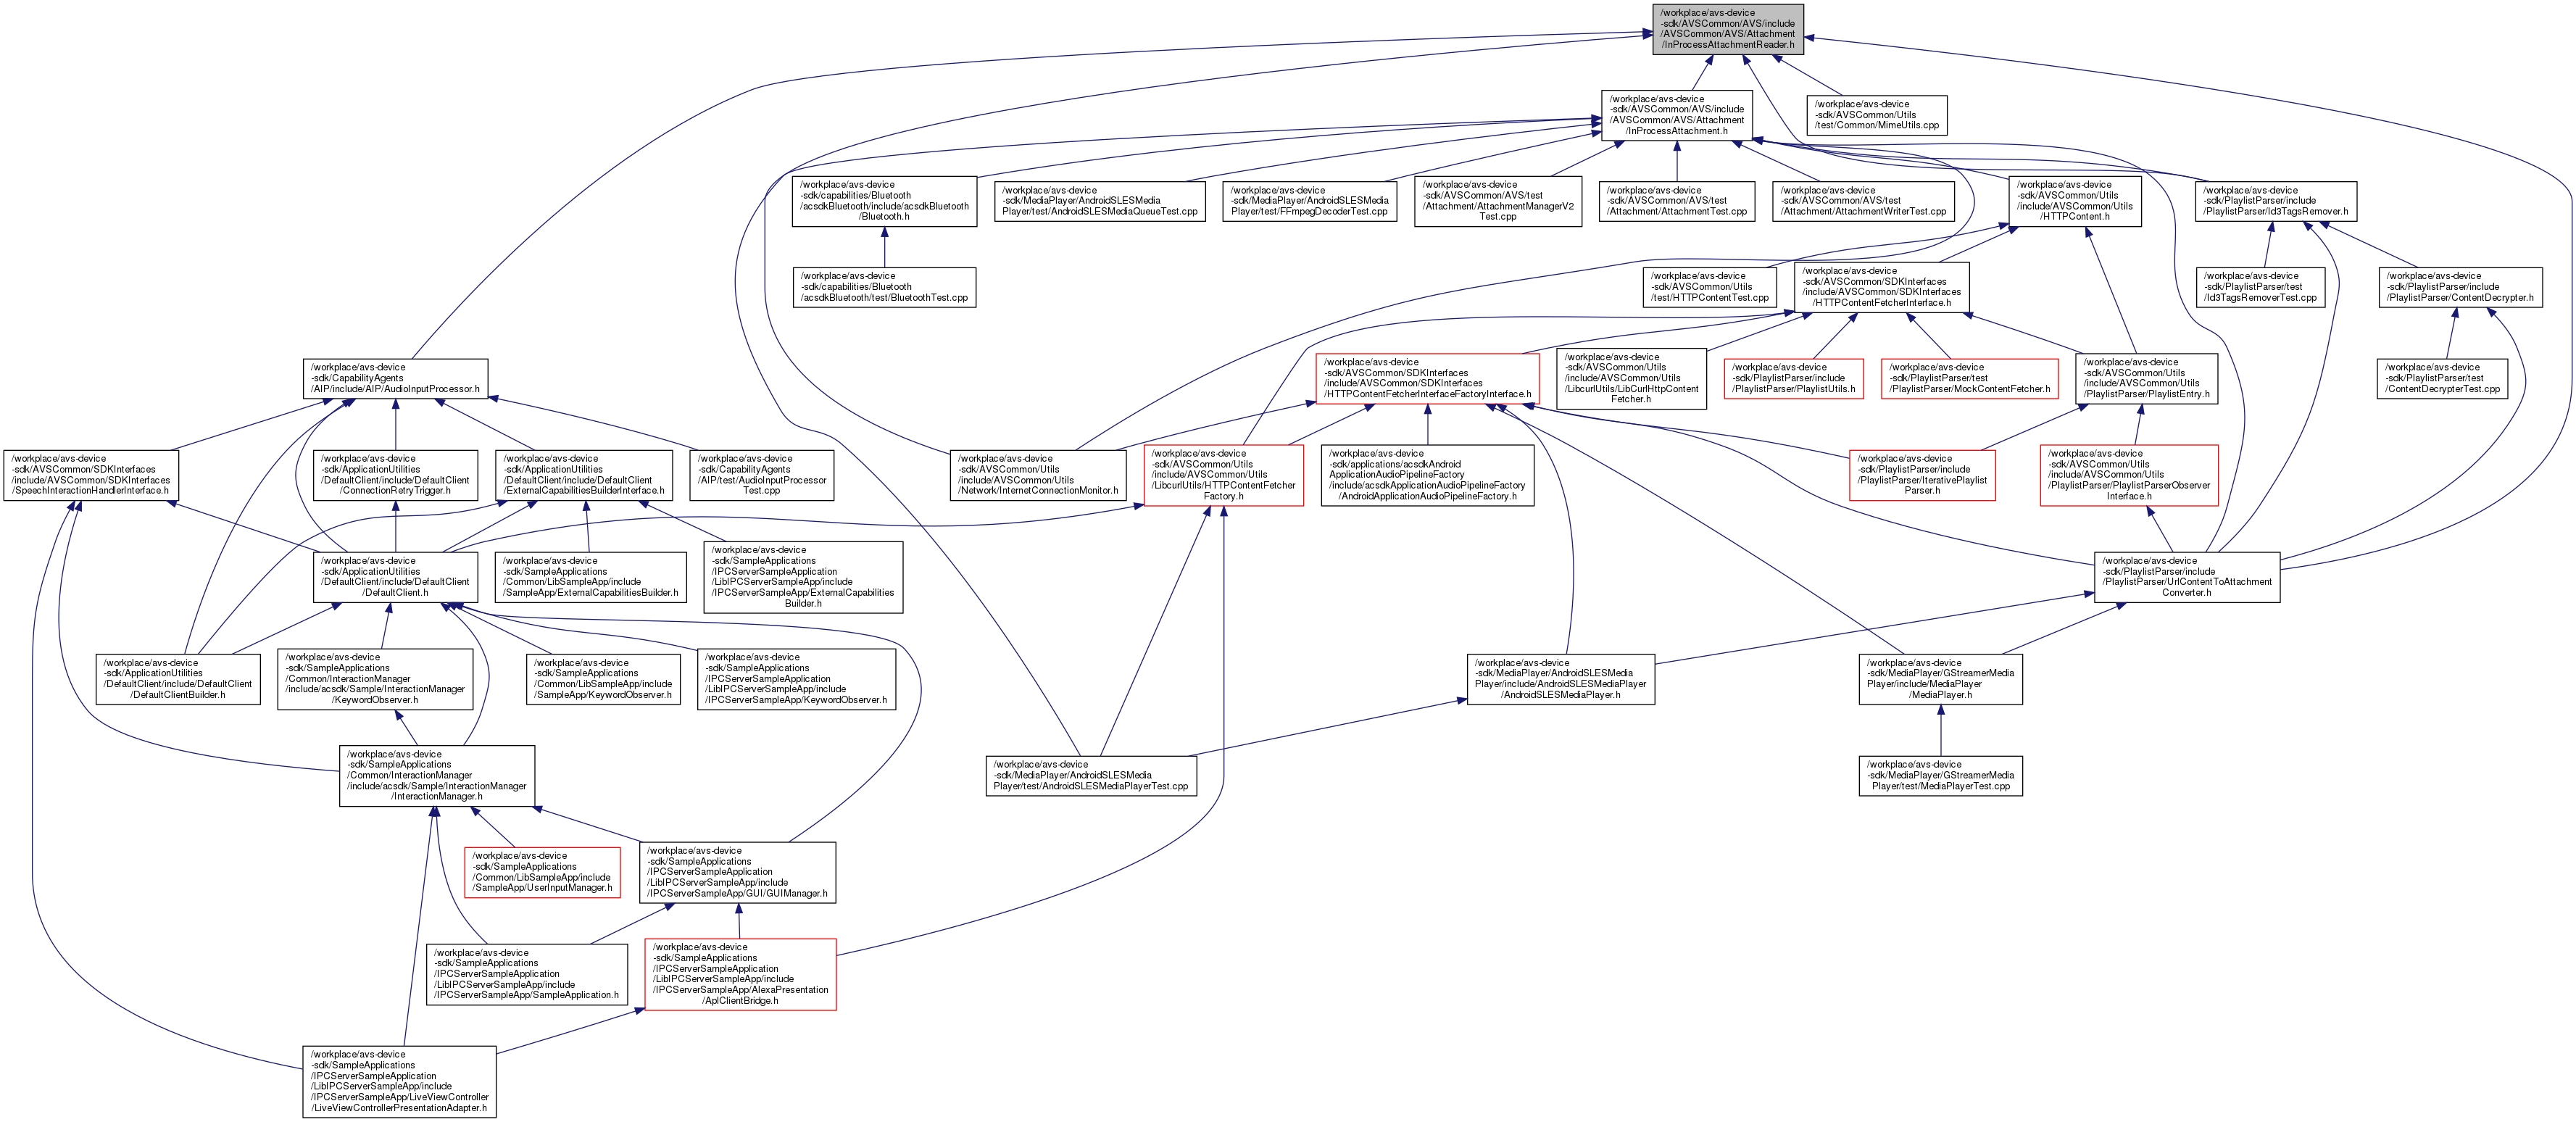 /workplace/avs-device
-sdk/AVSCommon/AVS/include
/AVSCommon/AVS/Attachment
/InProcessAttachmentReader.h
/workplace/avs-device
-sdk/AVSCommon/AVS/include
/AVSCommon/AVS/Attachment
/InProcessAttachment.h
/workplace/avs-device
-sdk/AVSCommon/Utils
/test/Common/MimeUtils.cpp
/workplace/avs-device
-sdk/capabilities/Bluetooth
/acsdkBluetooth/include/acsdkBluetooth
/Bluetooth.h
/workplace/avs-device
-sdk/MediaPlayer/AndroidSLESMedia
Player/test/AndroidSLESMediaQueueTest.cpp
/workplace/avs-device
-sdk/MediaPlayer/AndroidSLESMedia
Player/test/FFmpegDecoderTest.cpp
/workplace/avs-device
-sdk/AVSCommon/AVS/test
/Attachment/AttachmentManagerV2
Test.cpp
/workplace/avs-device
-sdk/AVSCommon/AVS/test
/Attachment/AttachmentTest.cpp
/workplace/avs-device
-sdk/AVSCommon/AVS/test
/Attachment/AttachmentWriterTest.cpp
/workplace/avs-device
-sdk/AVSCommon/Utils
/include/AVSCommon/Utils
/HTTPContent.h
/workplace/avs-device
-sdk/PlaylistParser/include
/PlaylistParser/Id3TagsRemover.h
/workplace/avs-device
-sdk/capabilities/Bluetooth
/acsdkBluetooth/test/BluetoothTest.cpp
/workplace/avs-device
-sdk/AVSCommon/Utils
/test/HTTPContentTest.cpp
/workplace/avs-device
-sdk/AVSCommon/SDKInterfaces
/include/AVSCommon/SDKInterfaces
/HTTPContentFetcherInterface.h
/workplace/avs-device
-sdk/PlaylistParser/test
/Id3TagsRemoverTest.cpp
/workplace/avs-device
-sdk/PlaylistParser/include
/PlaylistParser/ContentDecrypter.h
/workplace/avs-device
-sdk/CapabilityAgents
/AIP/include/AIP/AudioInputProcessor.h
/workplace/avs-device
-sdk/AVSCommon/SDKInterfaces
/include/AVSCommon/SDKInterfaces
/HTTPContentFetcherInterfaceFactoryInterface.h
/workplace/avs-device
-sdk/AVSCommon/Utils
/include/AVSCommon/Utils
/LibcurlUtils/LibCurlHttpContent
Fetcher.h
/workplace/avs-device
-sdk/PlaylistParser/include
/PlaylistParser/PlaylistUtils.h
/workplace/avs-device
-sdk/PlaylistParser/test
/PlaylistParser/MockContentFetcher.h
/workplace/avs-device
-sdk/AVSCommon/Utils
/include/AVSCommon/Utils
/PlaylistParser/PlaylistEntry.h
/workplace/avs-device
-sdk/PlaylistParser/test
/ContentDecrypterTest.cpp
/workplace/avs-device
-sdk/AVSCommon/SDKInterfaces
/include/AVSCommon/SDKInterfaces
/SpeechInteractionHandlerInterface.h
/workplace/avs-device
-sdk/ApplicationUtilities
/DefaultClient/include/DefaultClient
/ConnectionRetryTrigger.h
/workplace/avs-device
-sdk/ApplicationUtilities
/DefaultClient/include/DefaultClient
/ExternalCapabilitiesBuilderInterface.h
/workplace/avs-device
-sdk/CapabilityAgents
/AIP/test/AudioInputProcessor
Test.cpp
/workplace/avs-device
-sdk/AVSCommon/Utils
/include/AVSCommon/Utils
/Network/InternetConnectionMonitor.h
/workplace/avs-device
-sdk/AVSCommon/Utils
/include/AVSCommon/Utils
/LibcurlUtils/HTTPContentFetcher
Factory.h
/workplace/avs-device
-sdk/applications/acsdkAndroid
ApplicationAudioPipelineFactory
/include/acsdkApplicationAudioPipelineFactory
/AndroidApplicationAudioPipelineFactory.h
/workplace/avs-device
-sdk/PlaylistParser/include
/PlaylistParser/IterativePlaylist
Parser.h
/workplace/avs-device
-sdk/AVSCommon/Utils
/include/AVSCommon/Utils
/PlaylistParser/PlaylistParserObserver
Interface.h
/workplace/avs-device
-sdk/ApplicationUtilities
/DefaultClient/include/DefaultClient
/DefaultClient.h
/workplace/avs-device
-sdk/SampleApplications
/Common/LibSampleApp/include
/SampleApp/ExternalCapabilitiesBuilder.h
/workplace/avs-device
-sdk/SampleApplications
/IPCServerSampleApplication
/LibIPCServerSampleApp/include
/IPCServerSampleApp/ExternalCapabilities
Builder.h
/workplace/avs-device
-sdk/PlaylistParser/include
/PlaylistParser/UrlContentToAttachment
Converter.h
/workplace/avs-device
-sdk/ApplicationUtilities
/DefaultClient/include/DefaultClient
/DefaultClientBuilder.h
/workplace/avs-device
-sdk/SampleApplications
/Common/InteractionManager
/include/acsdk/Sample/InteractionManager
/KeywordObserver.h
/workplace/avs-device
-sdk/SampleApplications
/Common/LibSampleApp/include
/SampleApp/KeywordObserver.h
/workplace/avs-device
-sdk/SampleApplications
/IPCServerSampleApplication
/LibIPCServerSampleApp/include
/IPCServerSampleApp/KeywordObserver.h
/workplace/avs-device
-sdk/MediaPlayer/AndroidSLESMedia
Player/include/AndroidSLESMediaPlayer
/AndroidSLESMediaPlayer.h
/workplace/avs-device
-sdk/MediaPlayer/GStreamerMedia
Player/include/MediaPlayer
/MediaPlayer.h
/workplace/avs-device
-sdk/SampleApplications
/Common/InteractionManager
/include/acsdk/Sample/InteractionManager
/InteractionManager.h
/workplace/avs-device
-sdk/MediaPlayer/AndroidSLESMedia
Player/test/AndroidSLESMediaPlayerTest.cpp
/workplace/avs-device
-sdk/MediaPlayer/GStreamerMedia
Player/test/MediaPlayerTest.cpp
/workplace/avs-device
-sdk/SampleApplications
/Common/LibSampleApp/include
/SampleApp/UserInputManager.h
/workplace/avs-device
-sdk/SampleApplications
/IPCServerSampleApplication
/LibIPCServerSampleApp/include
/IPCServerSampleApp/GUI/GUIManager.h
/workplace/avs-device
-sdk/SampleApplications
/IPCServerSampleApplication
/LibIPCServerSampleApp/include
/IPCServerSampleApp/SampleApplication.h
/workplace/avs-device
-sdk/SampleApplications
/IPCServerSampleApplication
/LibIPCServerSampleApp/include
/IPCServerSampleApp/AlexaPresentation
/AplClientBridge.h
/workplace/avs-device
-sdk/SampleApplications
/IPCServerSampleApplication
/LibIPCServerSampleApp/include
/IPCServerSampleApp/LiveViewController
/LiveViewControllerPresentationAdapter.h